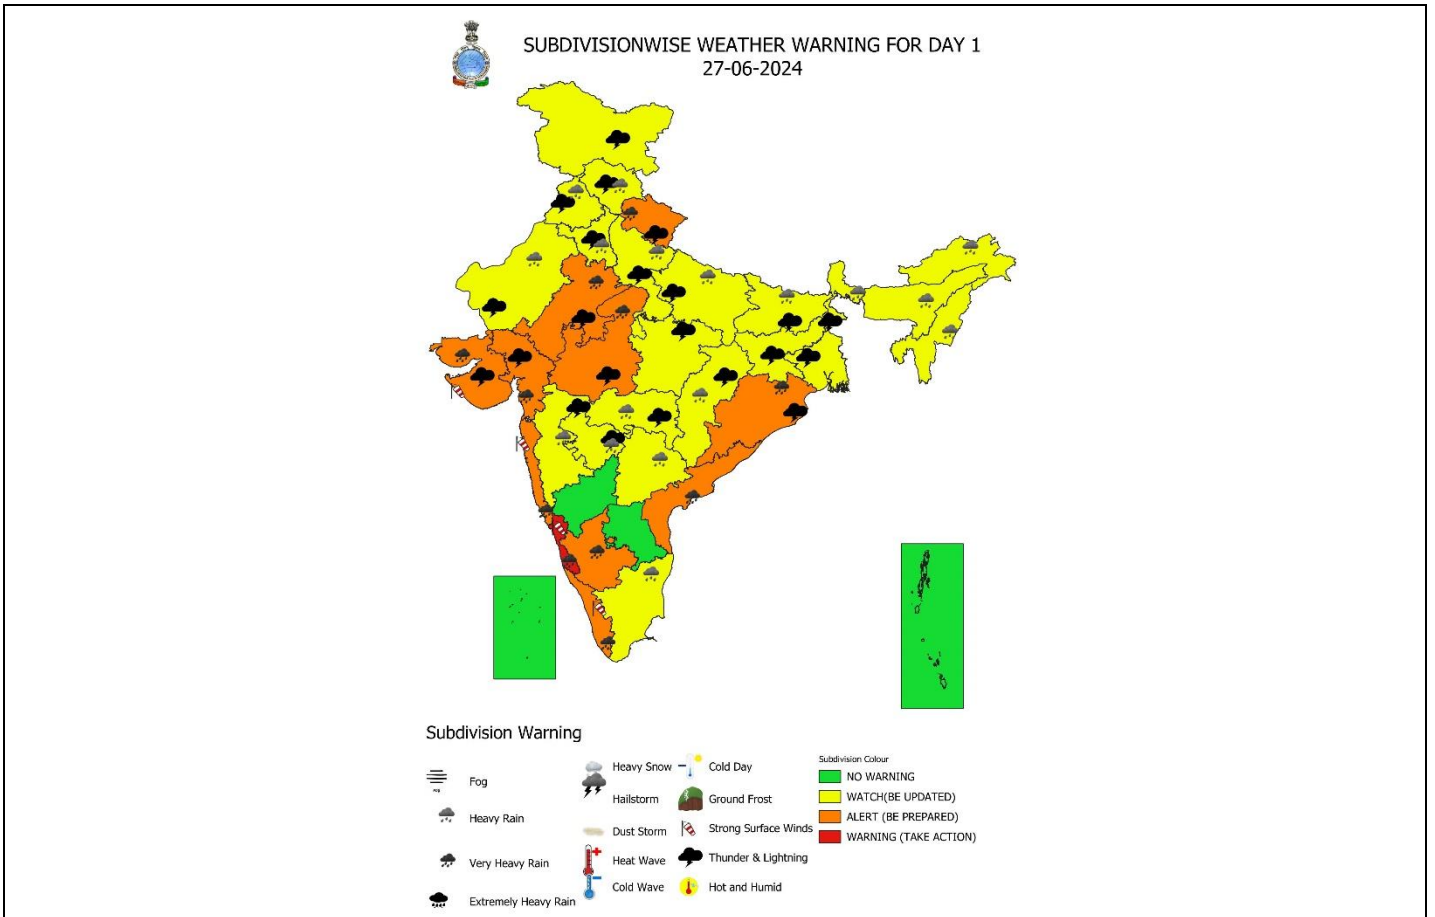 SUBDIVISIONWISE WEATHER WARNING FOR DAY 1
27-06-2024
Subdivision Warning
Fog
Heavy Rain
Very Heavy Rain
Extremely Heavy Rain
Heavy Snow
Hailstorm
Dust Storm
Heat Wave
Cold Wave
Cold Day
Ground Frost
Strong Surface Winds
Thunder & Lightning
Hot and Humid
Subdivision Colour
NO WARNING
WATCH(BE UPDATED)
ALERT (BE PREPARED)
WARNING (TAKE ACTION)